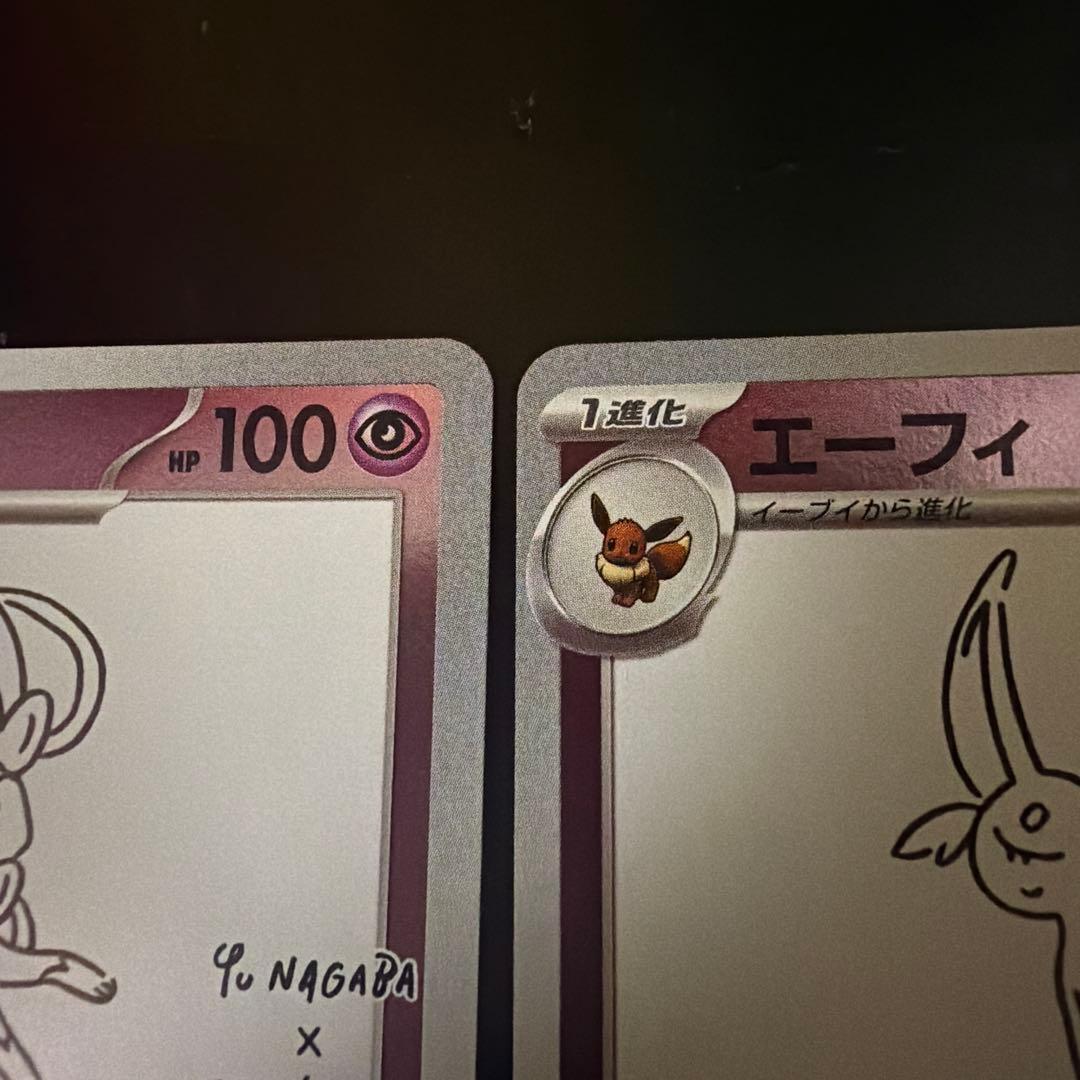 HP 100
YU NAGABA
×
1進化
エーフィ
イーブイから進化